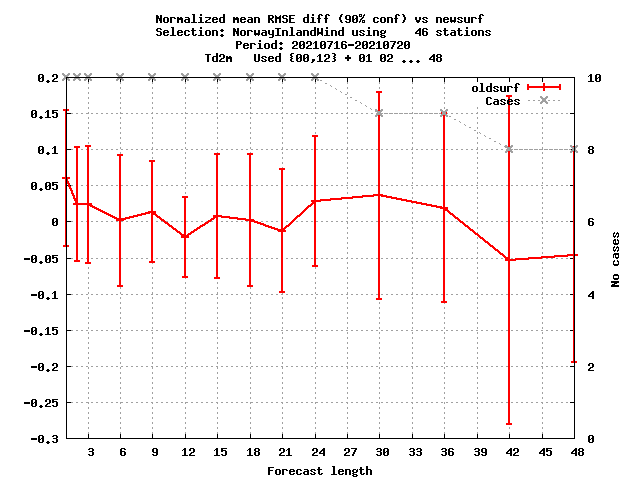 Normalized mean RMSE diff (90% conf) vs newsurf
Selection: NorwayInlandWind using    46 stations
Period: 20210716-20210720
Td2m   Used {00,12} + 01 02 ... 48
oldsurf
Cases
0.2
0.15
0.1
0.05
0
-0.05
-0.1
-0.15
-0.2
-0.25
-0.3
10
8
6
4
2
0
No cases
3 6 9 12 15 18 21 24 27 30 33 36 39 42 45 48
Forecast length